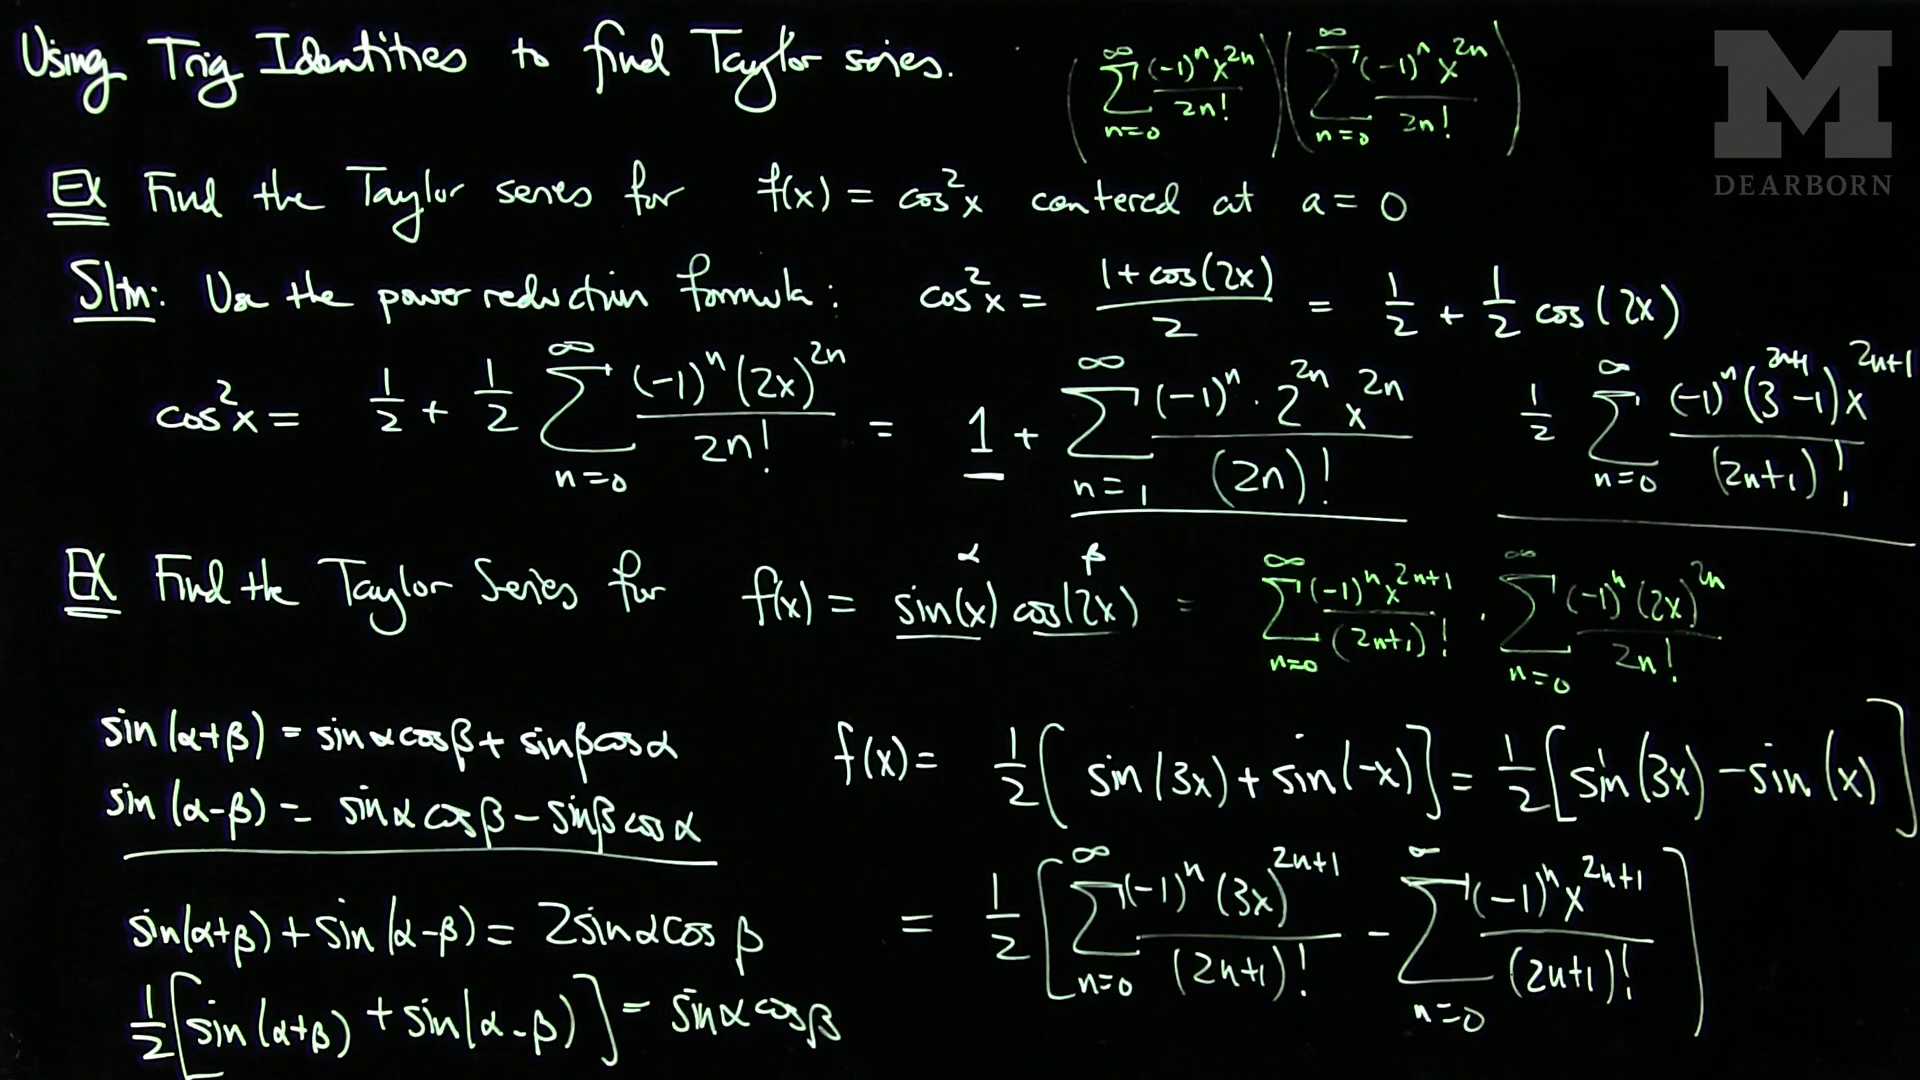 Using Trig Identities to find Taylor series.
(∑_{n=0}^{∞} (-1)^n x^{2n} / 2n!)(∑_{n=0}^{∞} (-1)^n x^{2n} / 2n!)
M
DEARBORN
Ex Find the Taylor series for f(x) = cos²x centered at a = 0
Sltn: Use the power reduction formula: cos²x = (1 + cos(2x)) / 2 = 1/2 + 1/2 cos(2x)
cos²x = 1/2 + 1/2 ∑_{n=0}^{∞} (-1)^n (2x)^{2n} / 2n! = 1 + ∑_{n=1}^{∞} (-1)^n · 2^{2n} x^{2n} / (2n)!
1/2 ∑_{n=0}^{∞} (-1)^n (3^{2n+1} - 1) x^{2n+1} / (2n+1)!
α β
Ex Find the Taylor Series for f(x) = sin(x) cos(2x) = ∑_{n=0}^{∞} (-1)^n x^{2n+1} / (2n+1)! · ∑_{n=0}^{∞} (-1)^n (2x)^{2n} / 2n!
sin(α+β) = sinαcosβ + sinβcosα
sin(α-β) = sinαcosβ - sinβcosα
sin(α+β) + sin(α-β) = 2sinαcosβ
1/2[sin(α+β) + sin(α-β)] = sinαcosβ
f(x) = 1/2[sin(3x) + sin(-x)] = 1/2[sin(3x) - sin(x)]
= 1/2[∑_{n=0}^{∞} (-1)^n (3x)^{2n+1} / (2n+1)! - ∑_{n=0}^{∞} (-1)^n x^{2n+1} / (2n+1)!]